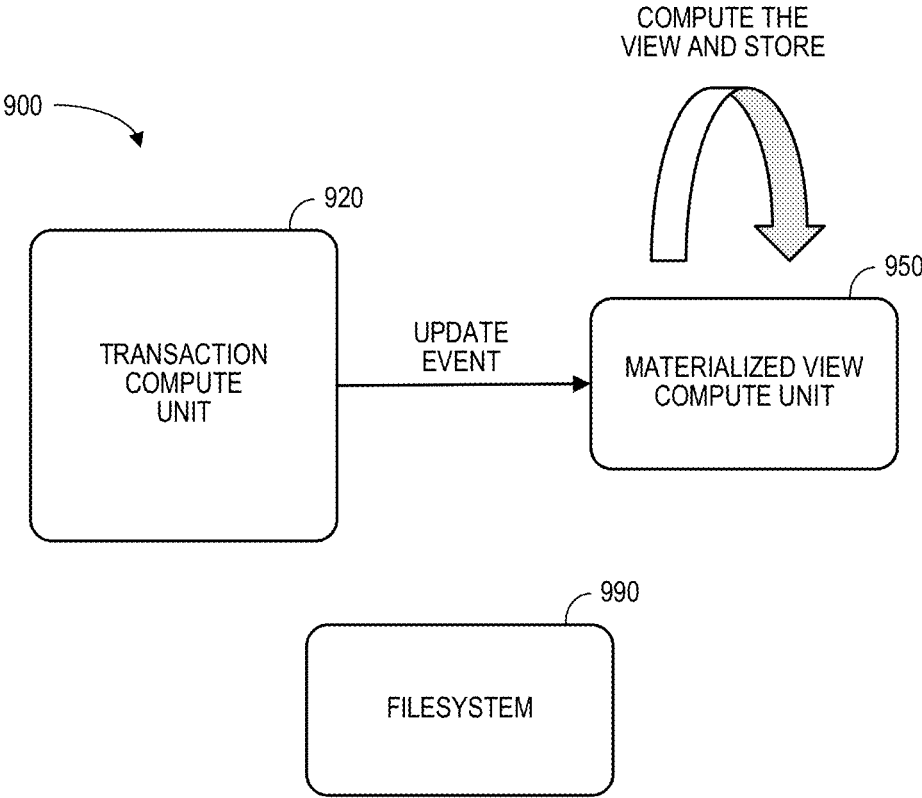 COMPUTE THE
VIEW AND STORE
900
920
950
TRANSACTION
COMPUTE
UNIT
UPDATE
EVENT
MATERIALIZED VIEW
COMPUTE UNIT
990
FILESYSTEM